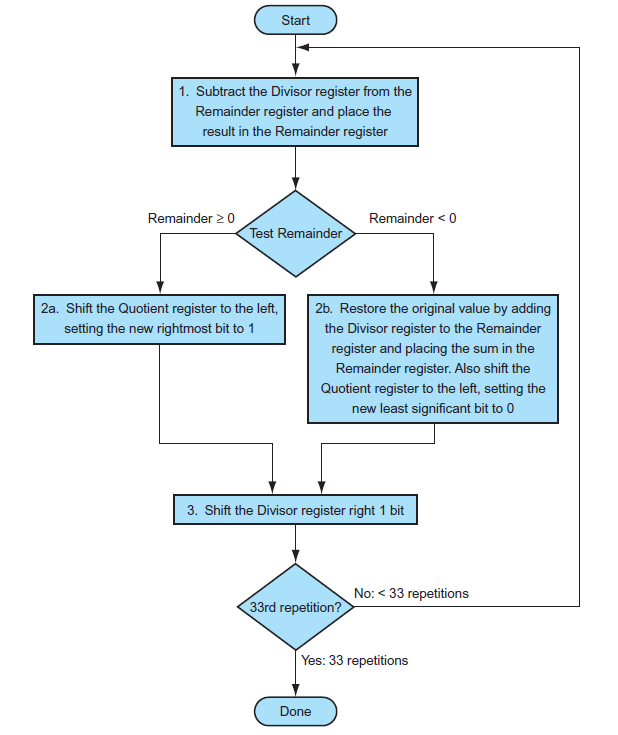 Start
1. Subtract the Divisor register from the
Remainder register and place the
result in the Remainder register
Remainder ≥ 0
Remainder < 0
Test Remainder
2a. Shift the Quotient register to the left,
setting the new rightmost bit to 1
2b. Restore the original value by adding
the Divisor register to the Remainder
register and placing the sum in the
Remainder register. Also shift the
Quotient register to the left, setting the
new least significant bit to 0
3. Shift the Divisor register right 1 bit
No: < 33 repetitions
33rd repetition?
Yes: 33 repetitions
Done